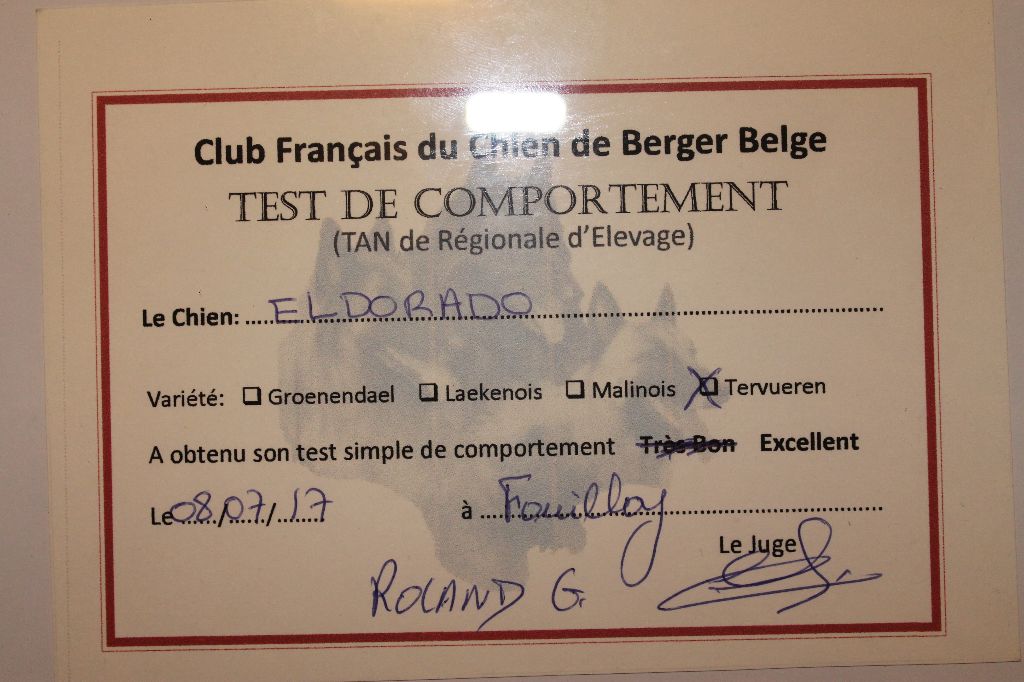 Club Français du Chien de Berger Belge
TEST DE COMPORTEMENT
(TAN de Régionale d'Elevage)
Le Chien: ELDORADO
Variété: ❑ Groenendael ❑ Laekenois ❑ Malinois ❑ Tervueren
A obtenu son test simple de comportement Très Bon Excellent
Le 08/07/17 à Fouilloy
Le Juge
ROLAND G.